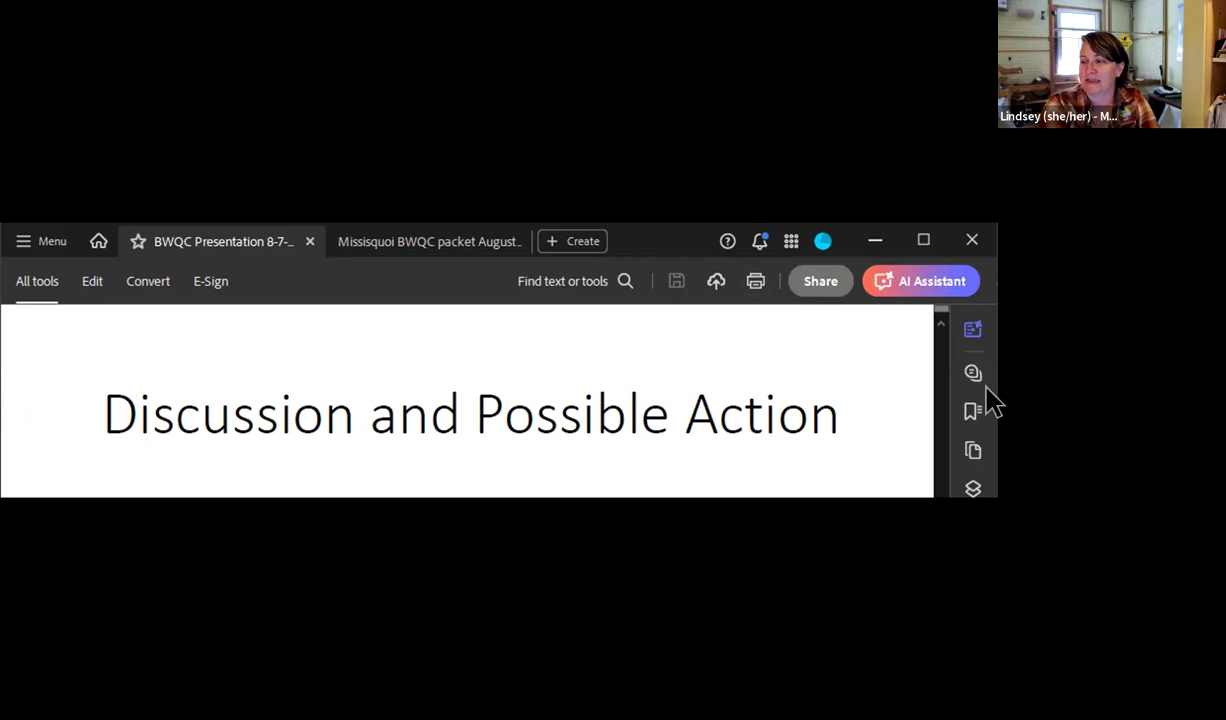 Lindsey (she/her) - M...
Menu
BWQC Presentation 8-7-...
Missisquoi BWQC packet August...
Create
All tools
Edit
Convert
E-Sign
Find text or tools
Share
AI Assistant
Discussion and Possible Action